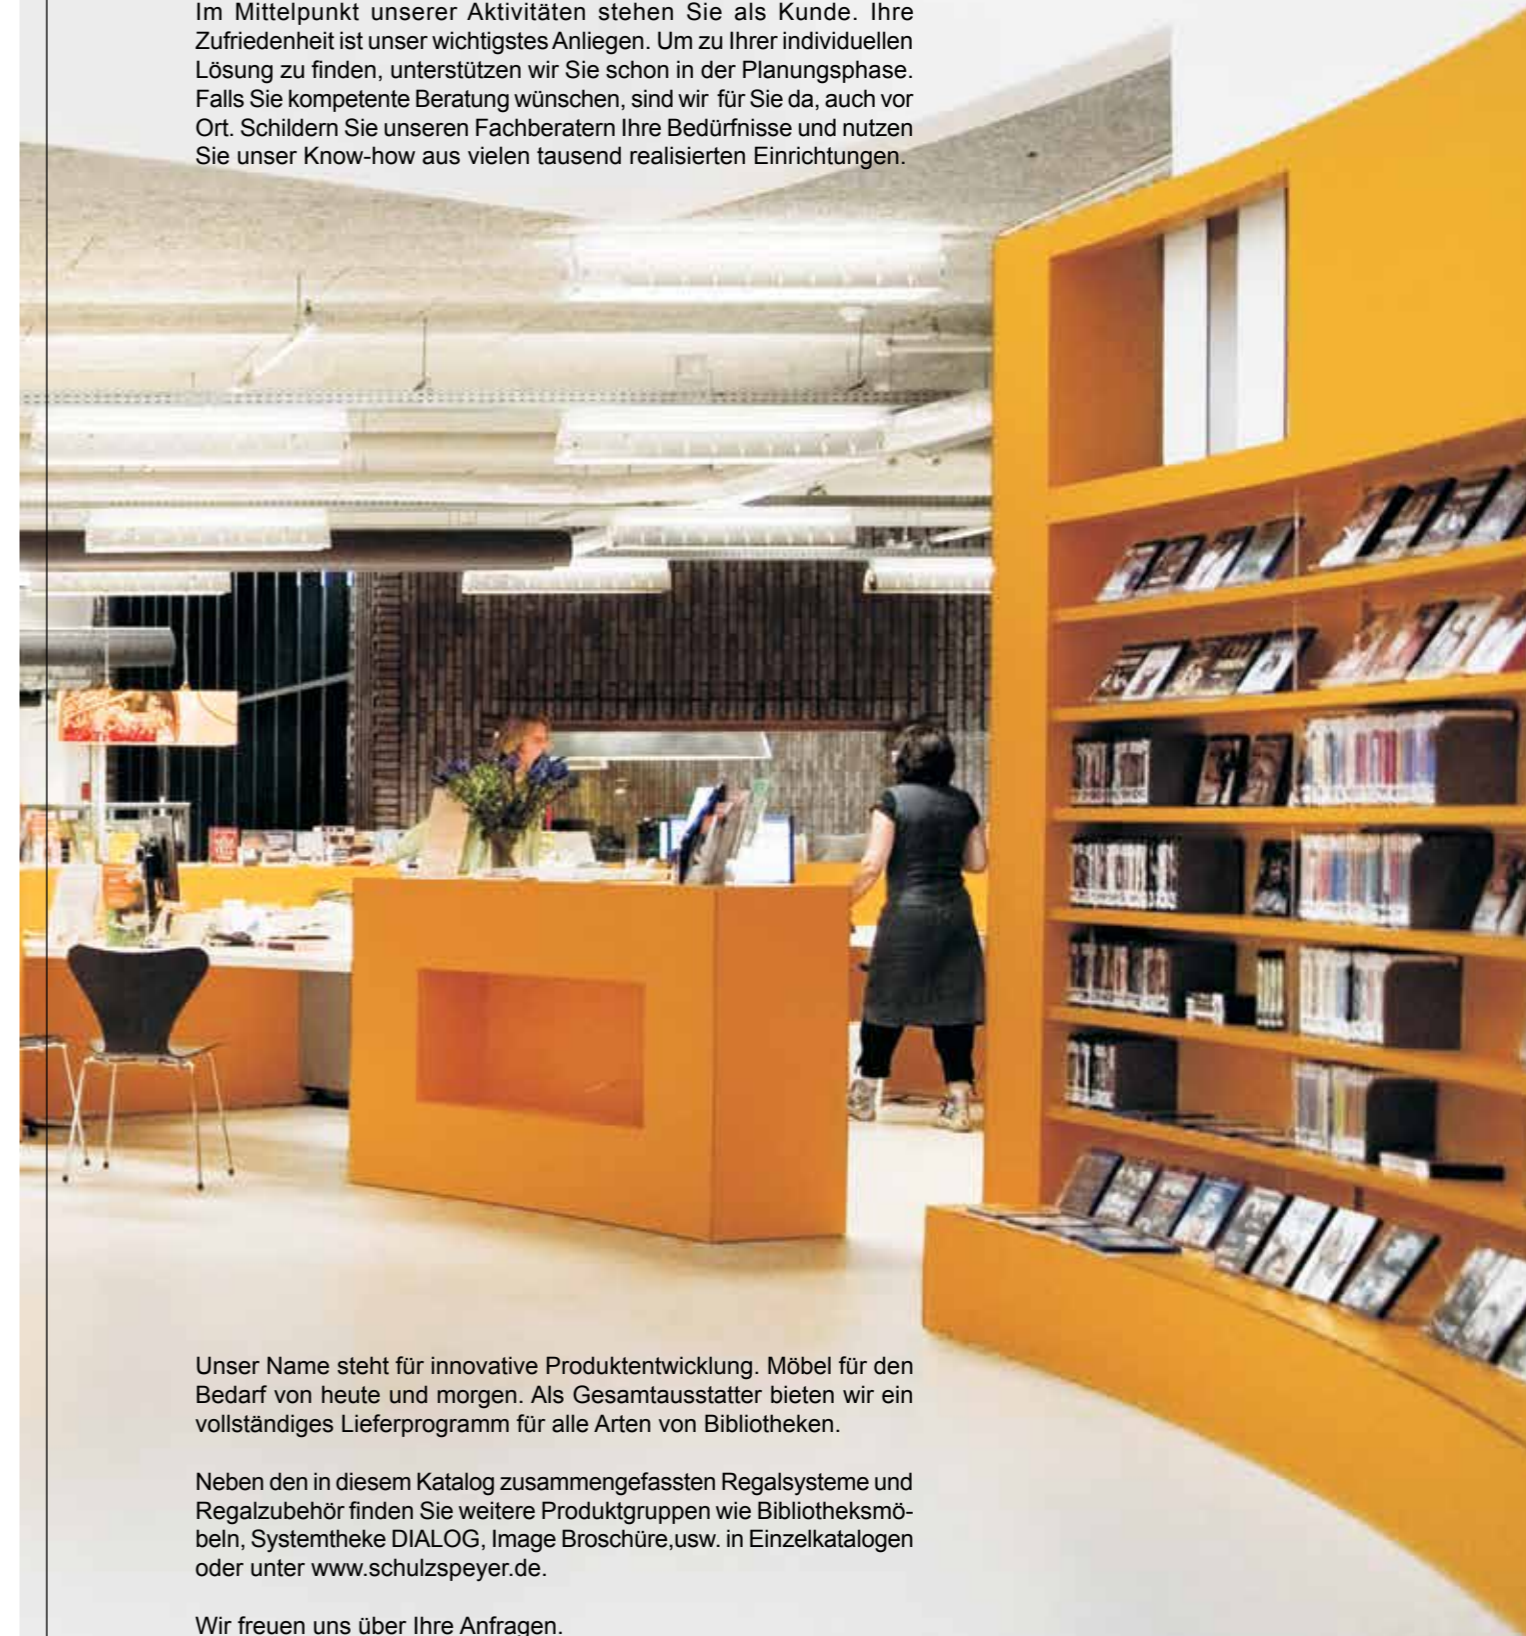 Im Mittelpunkt unserer Aktivitäten stehen Sie als Kunde. Ihre
Zufriedenheit ist unser wichtigstes Anliegen. Um zu Ihrer individuellen
Lösung zu finden, unterstützen wir Sie schon in der Planungsphase.
Falls Sie kompetente Beratung wünschen, sind wir für Sie da, auch vor
Ort. Schildern Sie unseren Fachberatern Ihre Bedürfnisse und nutzen
Sie unser Know-how aus vielen tausend realisierten Einrichtungen.
Unser Name steht für innovative Produktentwicklung. Möbel für den
Bedarf von heute und morgen. Als Gesamtausstatter bieten wir ein
vollständiges Lieferprogramm für alle Arten von Bibliotheken.
Neben den in diesem Katalog zusammengefassten Regalsysteme und
Regalzubehör finden Sie weitere Produktgruppen wie Bibliotheksmö-
beln, Systemtheke DIALOG, Image Broschüre,usw. in Einzelkatalogen
oder unter www.schulzspeyer.de.
Wir freuen uns über Ihre Anfragen.